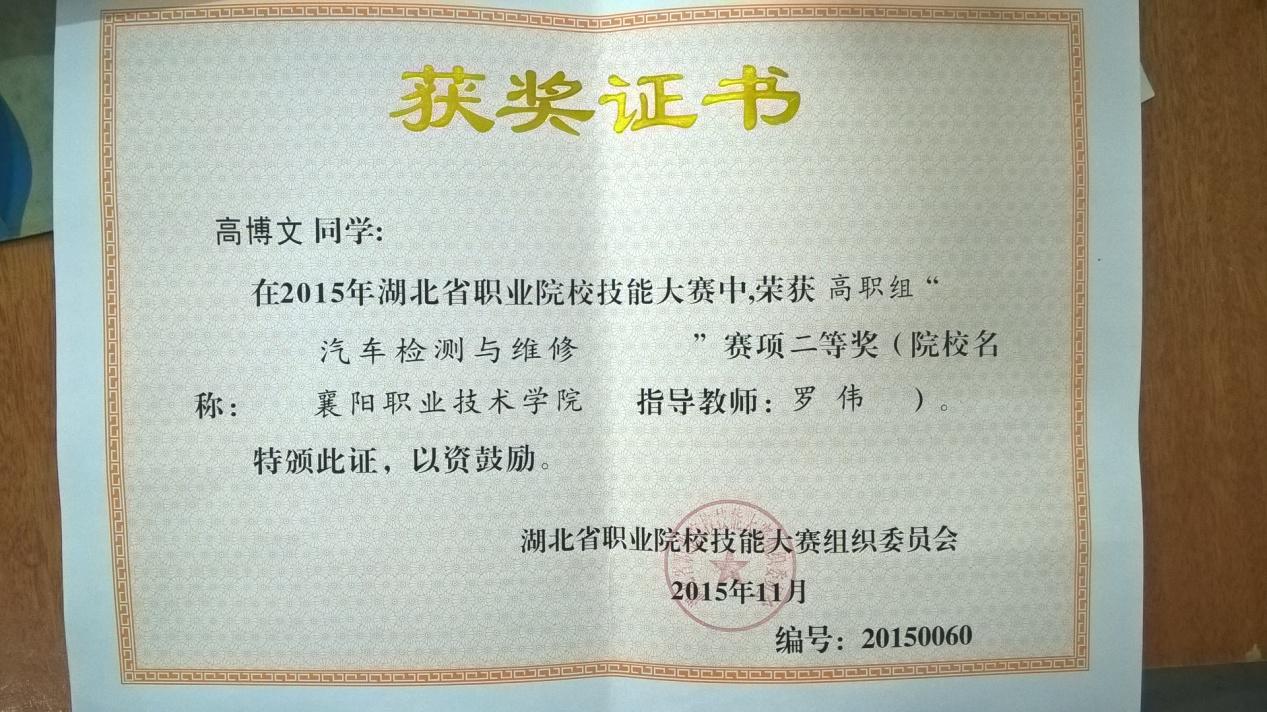 获奖证书
高博文 同学:
在2015年湖北省职业院校技能大赛中,荣获 高职组“
汽车检测与维修 ”赛项二等奖（院校名
称: 襄阳职业技术学院 指导教师: 罗 伟 ）。
特颁此证，以资鼓励。
湖北省职业院校技能大赛组织委员会
2015年11月
编号: 20150060